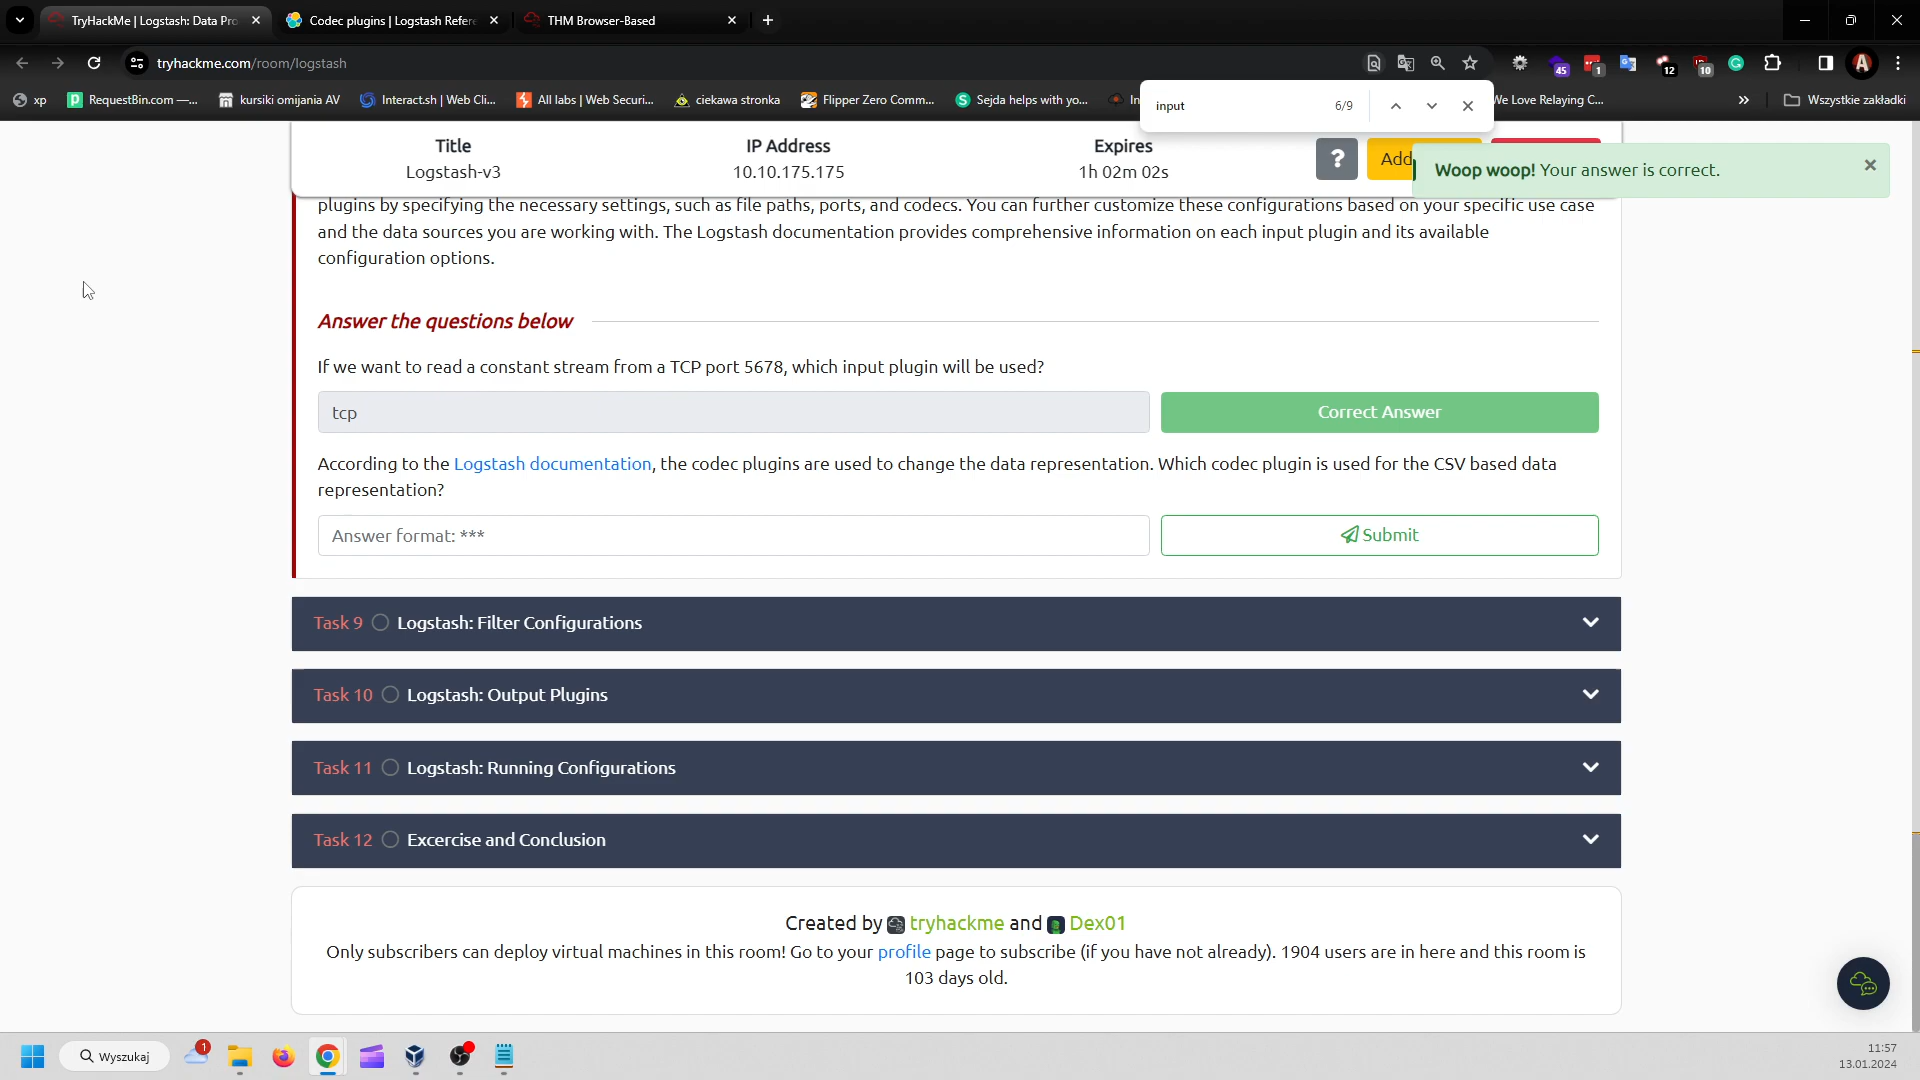 TryHackMe | Logstash: Data Pro
Codec plugins | Logstash Refere
THM Browser-Based
tryhackme.com/room/logstash
45
1
12
10
A
xp
RequestBin.com —...
kursiki omijania AV
Interact.sh | Web Cli...
All labs | Web Securi...
ciekawa stronka
Flipper Zero Comm...
Sejda helps with yo...
In
We Love Relaying C...
Wszystkie zakładki
input
6/9
Title
IP Address
Expires
Logstash-v3
10.10.175.175
1h 02m 02s
?
Add
Woop woop! Your answer is correct.
plugins by specifying the necessary settings, such as file paths, ports, and codecs. You can further customize these configurations based on your specific use case
and the data sources you are working with. The Logstash documentation provides comprehensive information on each input plugin and its available
configuration options.
Answer the questions below
If we want to read a constant stream from a TCP port 5678, which input plugin will be used?
tcp
Correct Answer
According to the Logstash documentation, the codec plugins are used to change the data representation. Which codec plugin is used for the CSV based data
representation?
Answer format: ***
Submit
Task 9 Logstash: Filter Configurations
Task 10 Logstash: Output Plugins
Task 11 Logstash: Running Configurations
Task 12 Excercise and Conclusion
Created by tryhackme and Dex01
Only subscribers can deploy virtual machines in this room! Go to your profile page to subscribe (if you have not already). 1904 users are in here and this room is
103 days old.
Wyszukaj
1
11:57
13.01.2024